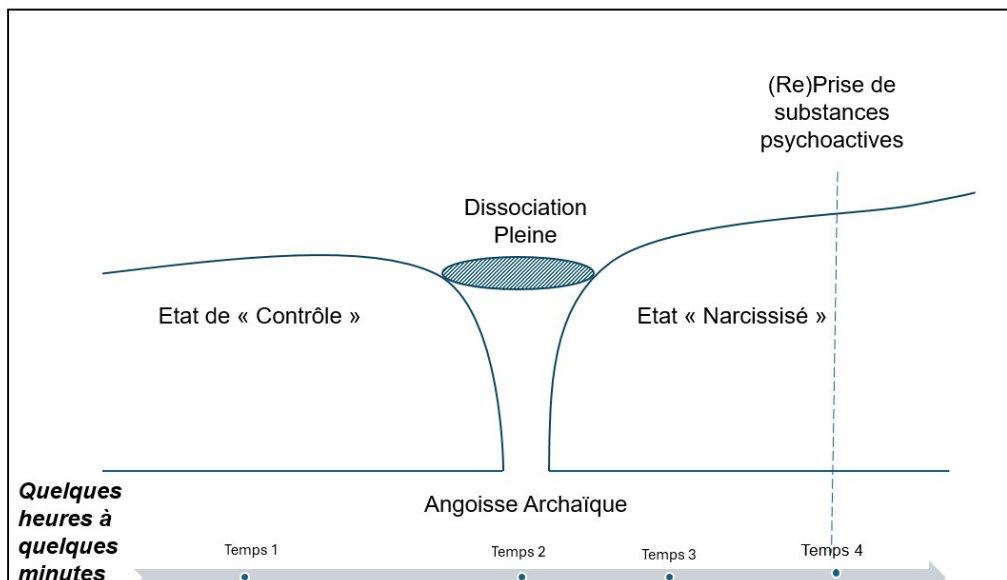 (Re)Prise de
substances
psychoactives
Dissociation
Pleine
Etat de « Contrôle »
Etat « Narcissisé »
Angoisse Archaïque
Quelques
heures à
quelques
minutes
Temps 1
Temps 2
Temps 3
Temps 4